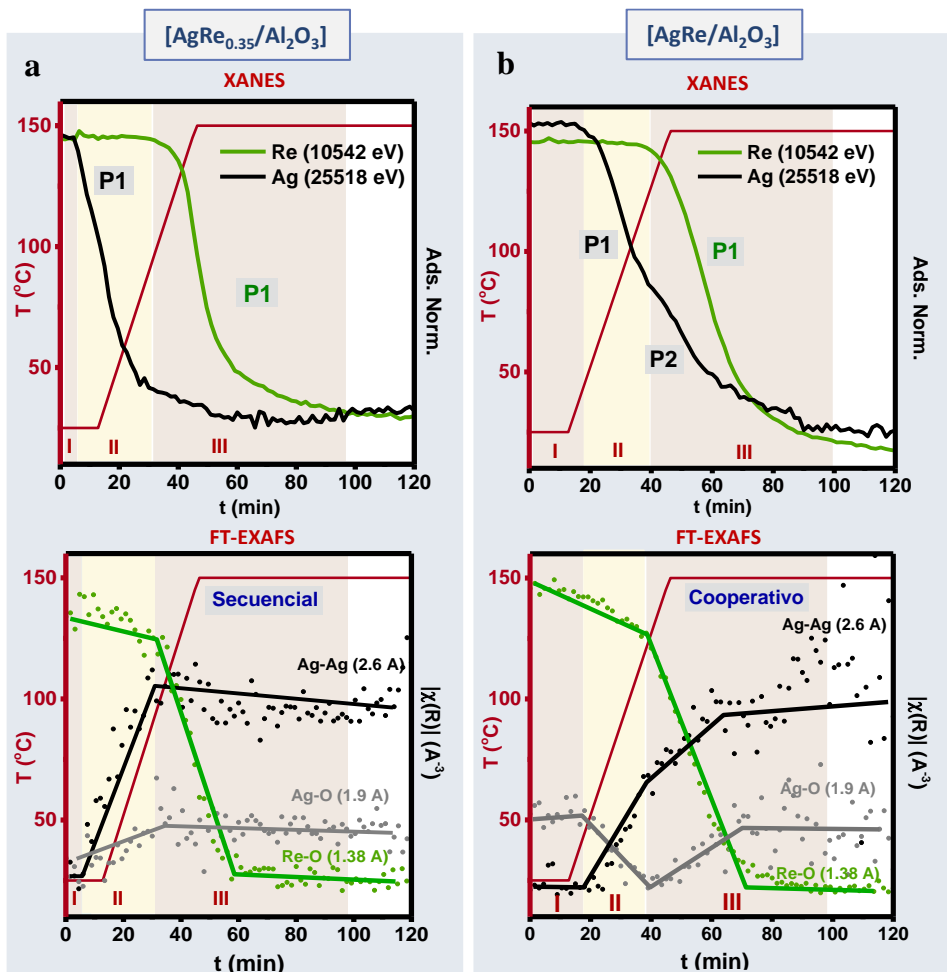 [AgRe0.35/Al2O3]
a
XANES
150
100
50
T (°C)
Re (10542 eV)
Ag (25518 eV)
P1
P1
I
II
III
Ads. Norm.
0 20 40 60 80 100 120
t (min)
FT-EXAFS
150
100
50
T (°C)
Secuencial
Ag-Ag (2.6 A)
Ag-O (1.9 A)
Re-O (1.38 A)
I
II
III
|χ(R)| (A-3)
0 20 40 60 80 100 120
t (min)
[AgRe/Al2O3]
b
XANES
150
100
50
T (°C)
Re (10542 eV)
Ag (25518 eV)
P1
P1
P2
I
II
III
Ads. Norm.
0 20 40 60 80 100 120
t (min)
FT-EXAFS
150
100
50
T (°C)
Cooperativo
Ag-Ag (2.6 A)
Ag-O (1.9 A)
Re-O (1.38 A)
I
II
III
|χ(R)| (A-3)
0 20 40 60 80 100 120
t (min)